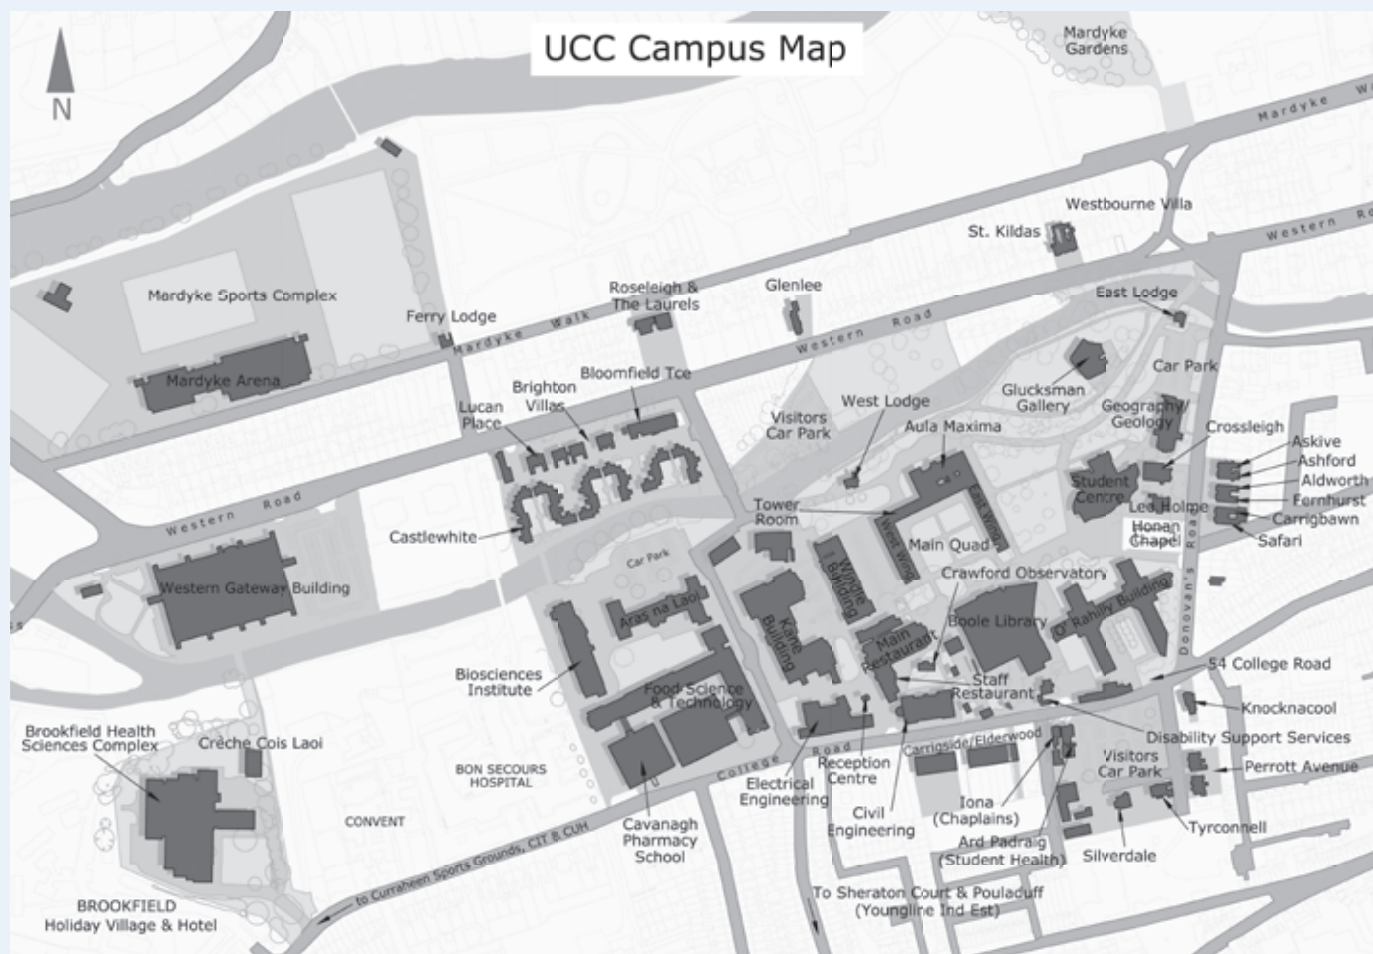 UCC Campus Map
N
Mardyke
Gardens
Mardyke
Westbourne Villa
St. Kildas
Western
East Lodge
Mardyke Sports Complex
Roseleigh &
The Laurels
Glenlee
Ferry Lodge
Mardyke Walk
Western Road
Mardyke Arena
Car Park
Glucksman
Gallery
Geography/
Geology
Bloomfield Tce
Brighton
Villas
Lucan
Place
West Lodge
Visitors
Car Park
Aula Maxima
Crossleigh
Askive
Ashford
Aldworth
Fernhurst
Carrigbawn
Safari
Student
Centre
Lee Holme
Honan
Chapel
Western Road
Castlewhite
Tower
Room
East Wing
West Wing
Main Quad
Car Park
Crawford Observatory
Windle
Building
Western Gateway Building
Aras na Laoi
Kane
Building
Boole Library
O' Rahilly Building
Donovan's Road
Main
Restaurant
Biosciences
Institute
Food Science
& Technology
Staff
Restaurant
54 College Road
Knocknacool
Disability Support Services
Brookfield Health
Sciences Complex
Crèche Cois Laoi
BON SECOURS
HOSPITAL
College Road
Carrigside/Elderwood
Reception
Centre
Electrical
Engineering
Civil
Engineering
Visitors
Car Park
Perrott Avenue
Iona
(Chaplains)
Ard Padraig
(Student Health)
Silverdale
Tyrconnell
CONVENT
Cavanagh
Pharmacy
School
to Curraheen Sports Grounds, CIT & CUH
To Sheraton Court & Pouladuff
(Youngline Ind Est)
BROOKFIELD
Holiday Village & Hotel